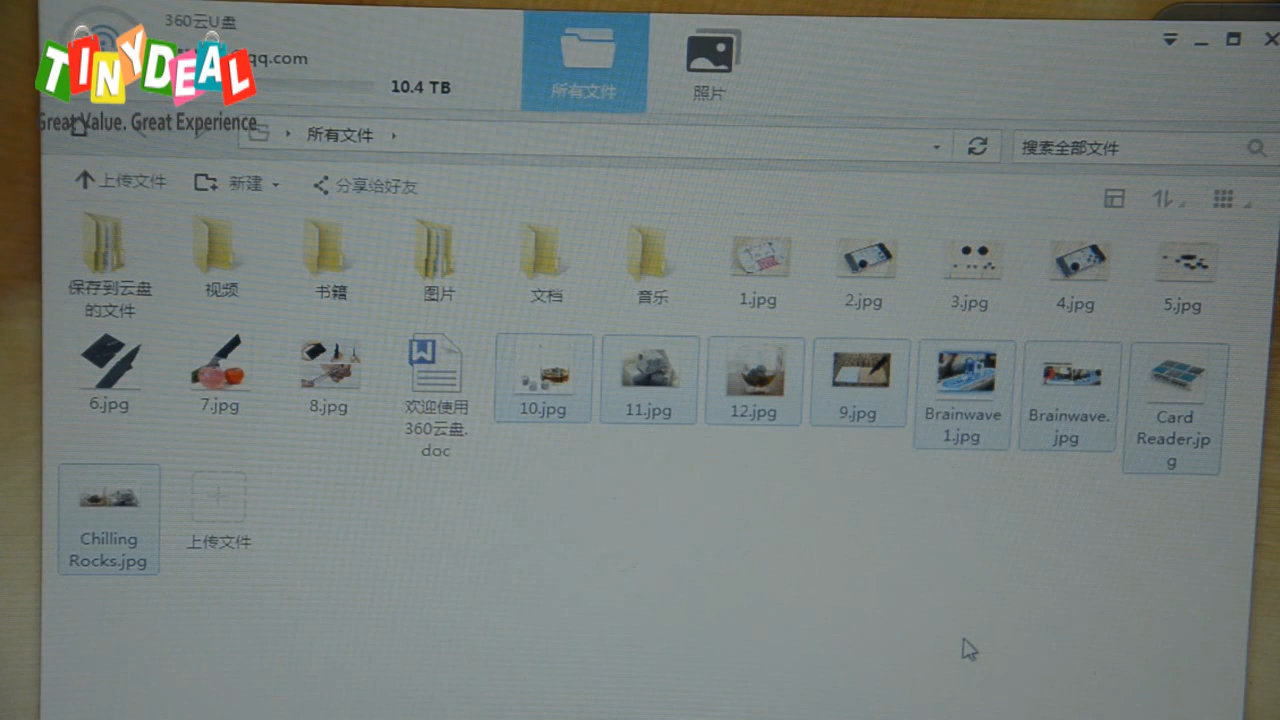 360云U盘
TINYDEAL
qq.com
Great Value. Great Experience
10.4 TB
所有文件
照片
所有文件
搜索全部文件
上传文件
新建
分享给好友
保存到云盘
的文件
视频
书籍
图片
文档
音乐
1.jpg
2.jpg
3.jpg
4.jpg
5.jpg
6.jpg
7.jpg
8.jpg
欢迎使用
360云盘.
doc
10.jpg
11.jpg
12.jpg
9.jpg
Brainwave
1.jpg
Brainwave.
jpg
Card
Reader.jp
g
Chilling
Rocks.jpg
上传文件